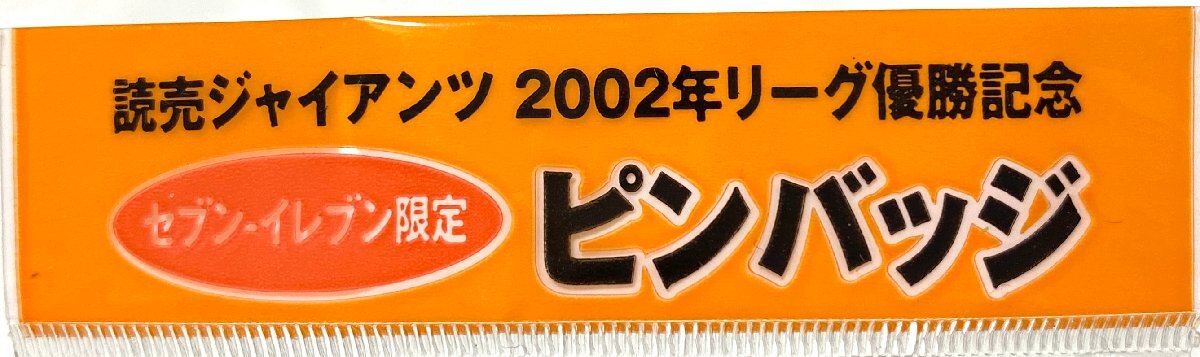 読売ジャイアンツ 2002年リーグ優勝記念
セブン-イレブン限定
ピンバッジ